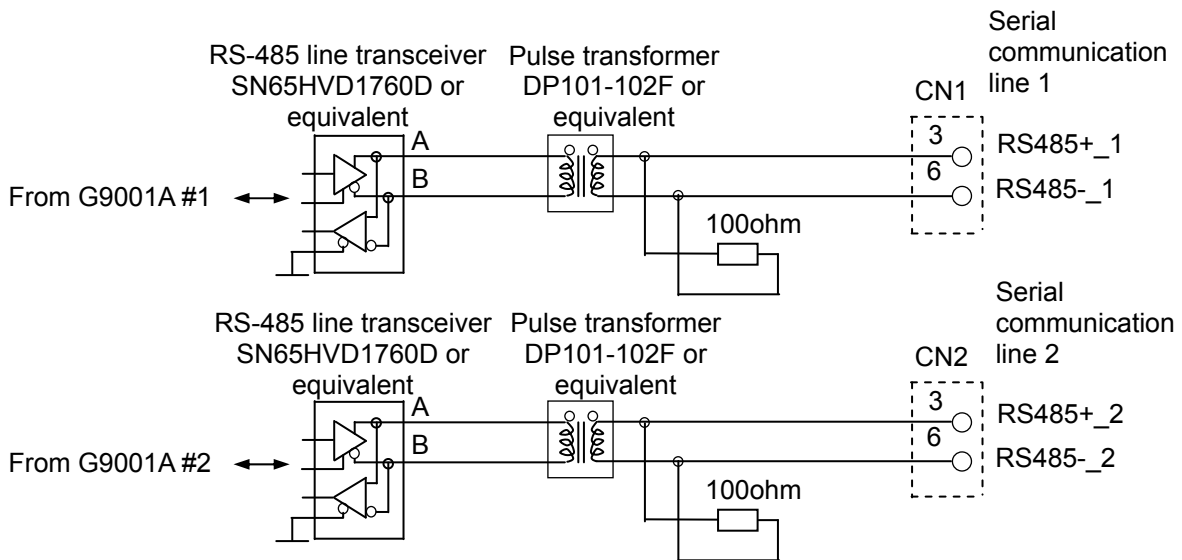 Serial
communication
line 1
RS-485 line transceiver
SN65HVD1760D or
equivalent
Pulse transformer
DP101-102F or
equivalent
CN1
A
3
RS485+_1
B
6
From G9001A #1
RS485-_1
100ohm
Serial
communication
line 2
RS-485 line transceiver
SN65HVD1760D or
equivalent
Pulse transformer
DP101-102F or
equivalent
CN2
A
3
RS485+_2
B
6
From G9001A #2
RS485-_2
100ohm